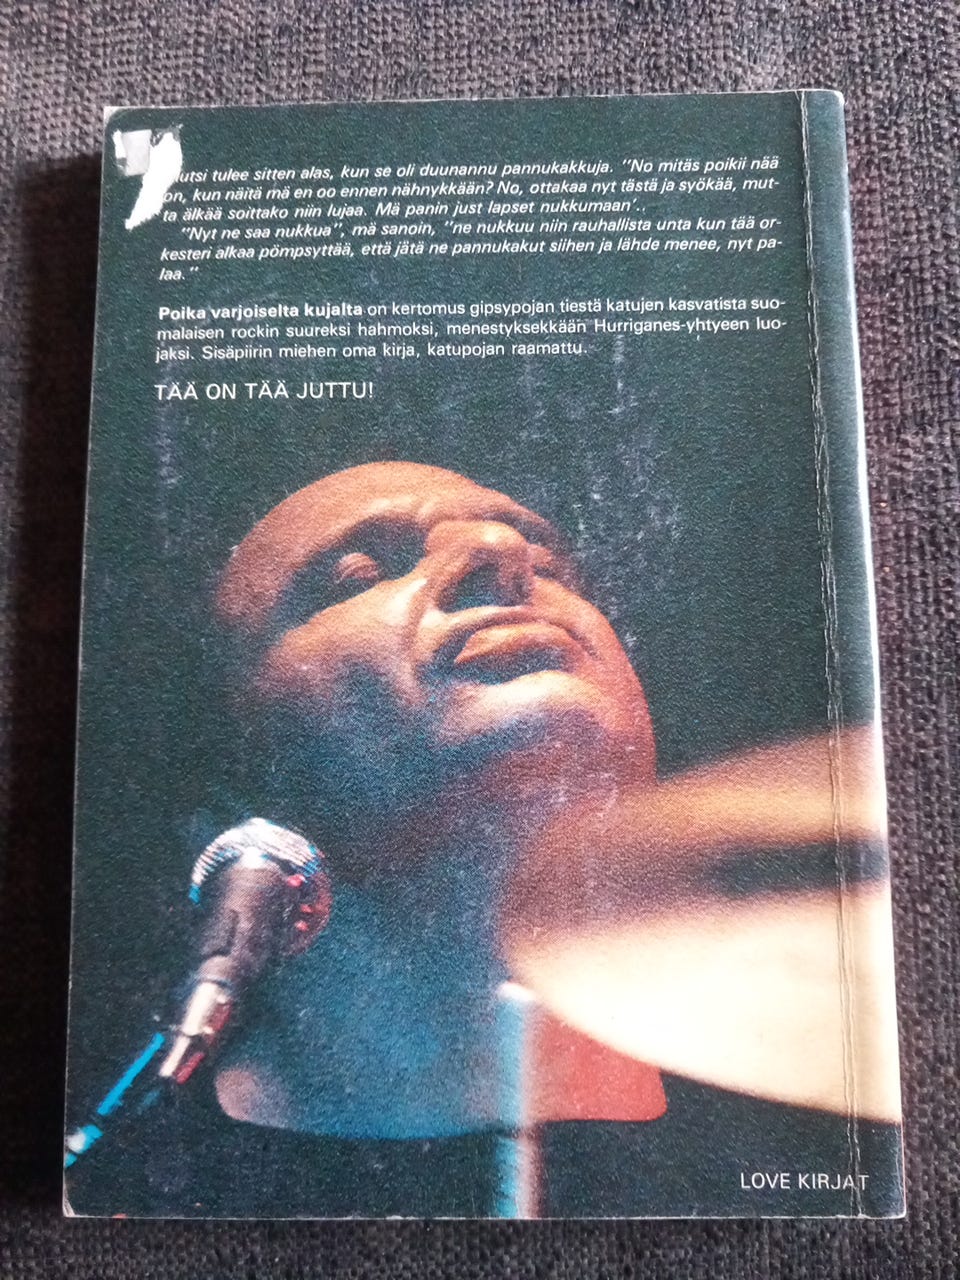 utsi tulee sitten alas, kun se oli duunannu pannukakkuja. "No mitäs poikii nää
on, kun näitä mä en oo ennen nähnykkään? No, ottakaa nyt tästä ja syökää, mut-
ta älkää soittako niin lujaa. Mä panin just lapset nukkumaan'..
"Nyt ne saa nukkua", mä sanoin, "ne nukkuu niin rauhallista unta kun tää or-
kesteri alkaa pömpsyttää, että jätä ne pannukakut siihen ja lähde menee, nyt pa-
laa."
Poika varjoiselta kujalta on kertomus gipsypojan tiestä katujen kasvatista suo-
malaisen rockin suureksi hahmoksi, menestyksekkään Hurriganes-yhtyeen luo-
jaksi. Sisäpiirin miehen oma kirja, katupojan raamattu.
TÄÄ ON TÄÄ JUTTU!
LOVE KIRJAT